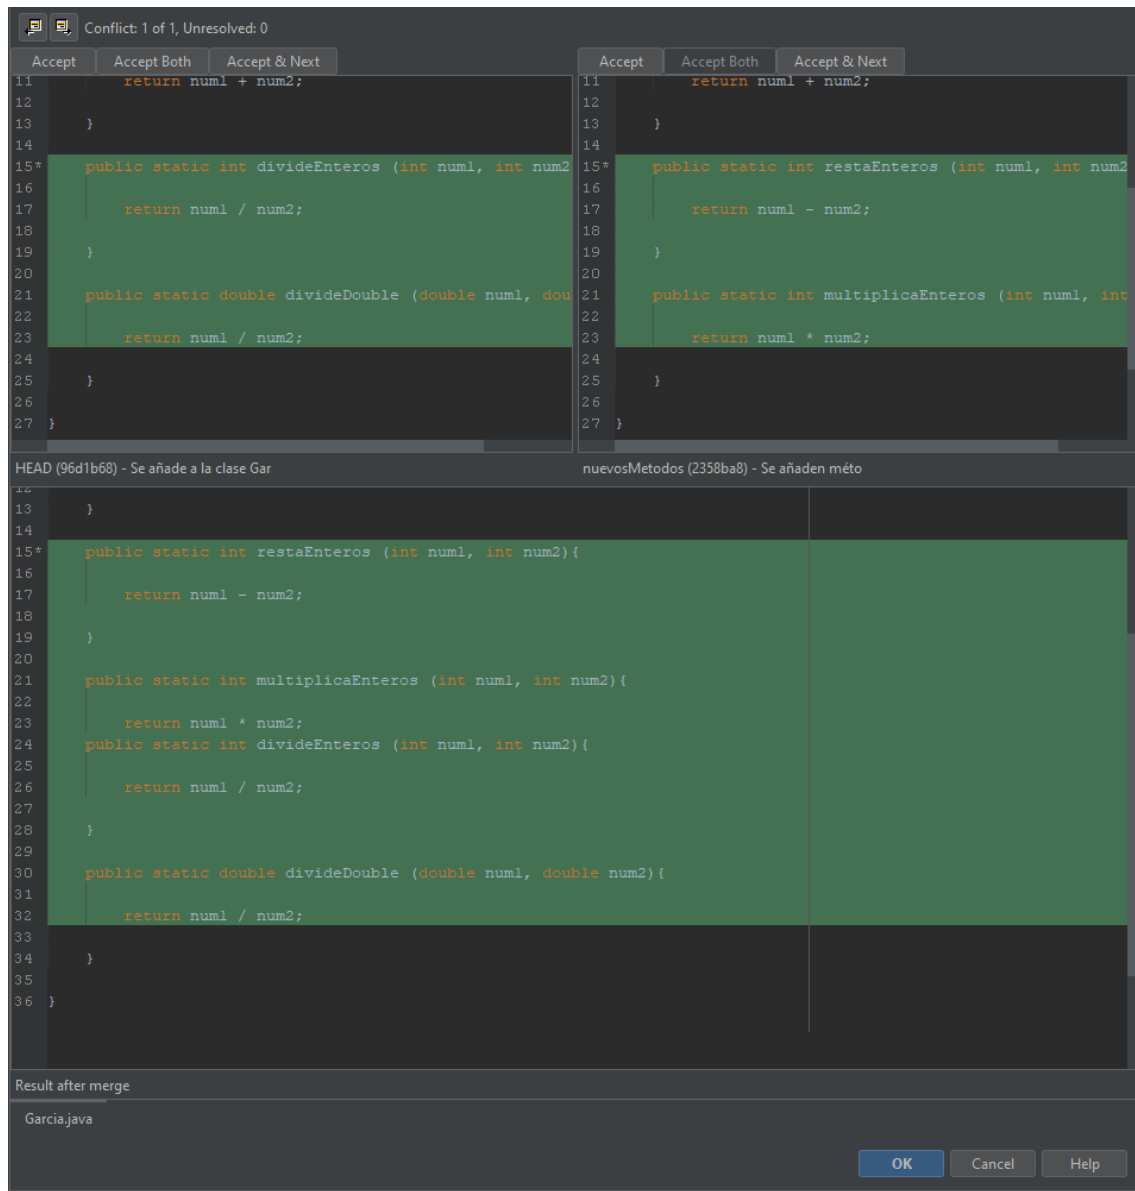 Conflict: 1 of 1, Unresolved: 0
Accept Accept Both Accept & Next
11 return num1 + num2;
12
13 }
14
15* public static int divideEnteros (int num1, int num2
16
17 return num1 / num2;
18
19 }
20
21 public static double divideDouble (double num1, dou
22
23 return num1 / num2;
24
25 }
26
27 }
HEAD (96d1b68) - Se añade a la clase Gar
Accept Accept Both Accept & Next
11 return num1 + num2;
12
13 }
14
15* public static int restaEnteros (int num1, int num2
16
17 return num1 - num2;
18
19 }
20
21 public static int multiplicaEnteros (int num1, int
22
23 return num1 * num2;
24
25 }
26
27 }
nuevosMetodos (2358ba8) - Se añaden méto
12
13 }
14
15* public static int restaEnteros (int num1, int num2){
16
17 return num1 - num2;
18
19 }
20
21 public static int multiplicaEnteros (int num1, int num2){
22
23 return num1 * num2;
24 public static int divideEnteros (int num1, int num2){
25
26 return num1 / num2;
27
28 }
29
30 public static double divideDouble (double num1, double num2){
31
32 return num1 / num2;
33
34 }
35
36 }
Result after merge
Garcia.java
OK Cancel Help